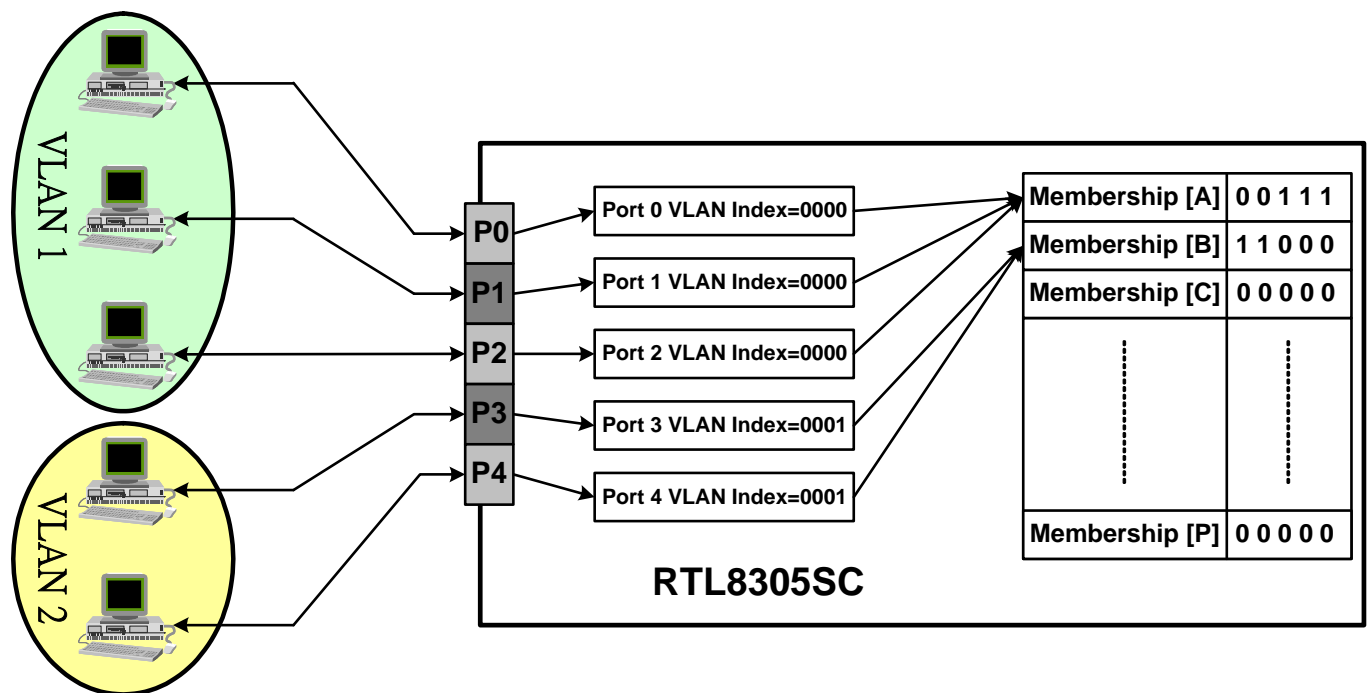 VLAN 1
VLAN 2
P0
P1
P2
P3
P4
Port 0 VLAN Index=0000
Port 1 VLAN Index=0000
Port 2 VLAN Index=0000
Port 3 VLAN Index=0001
Port 4 VLAN Index=0001
Membership [A] 0 0 1 1 1
Membership [B] 1 1 0 0 0
Membership [C] 0 0 0 0 0
Membership [P] 0 0 0 0 0
RTL8305SC